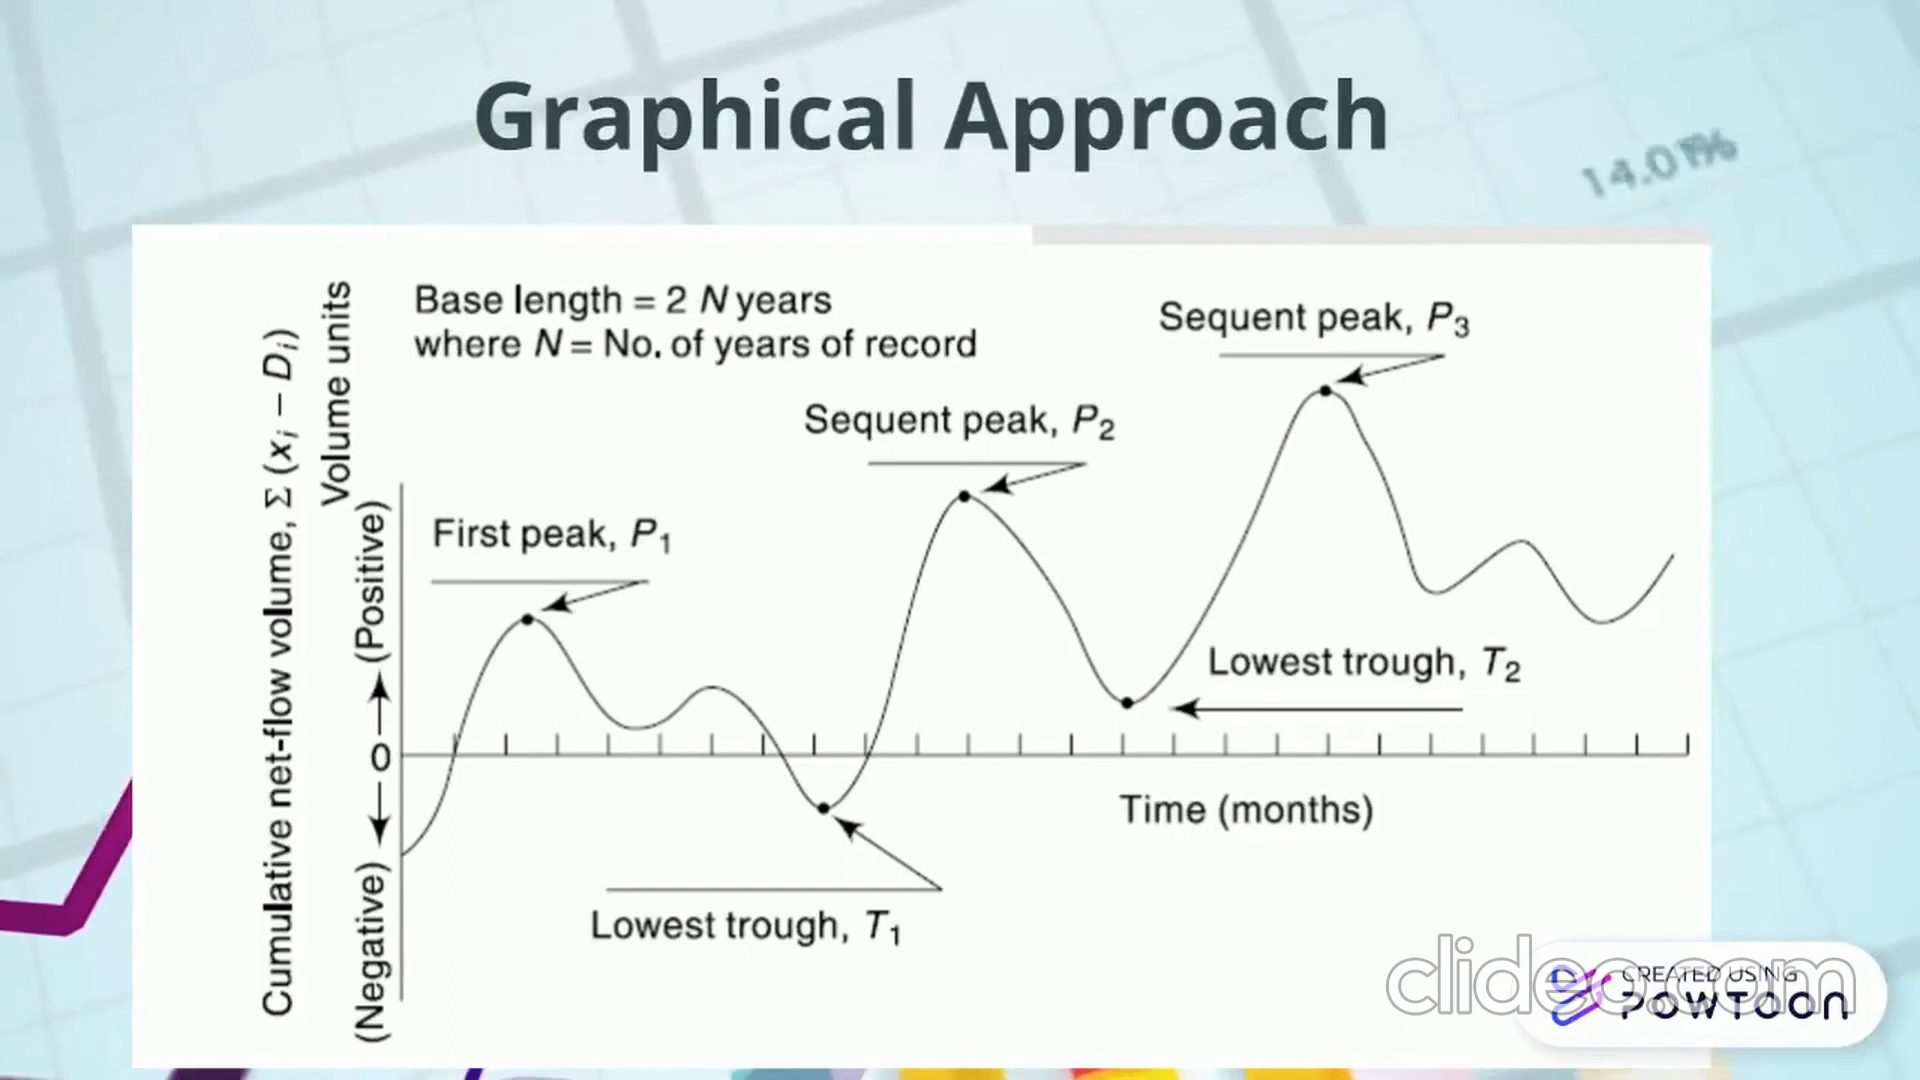 Graphical Approach
14.01%
Cumulative net-flow volume, Σ (xᵢ – Dᵢ)
Volume units
(Positive)
0
(Negative)
Base length = 2 N years
where N = No. of years of record
First peak, P₁
Sequent peak, P₂
Sequent peak, P₃
Lowest trough, T₂
Time (months)
Lowest trough, T₁
clideo.com
CREATED USING
POWTOON